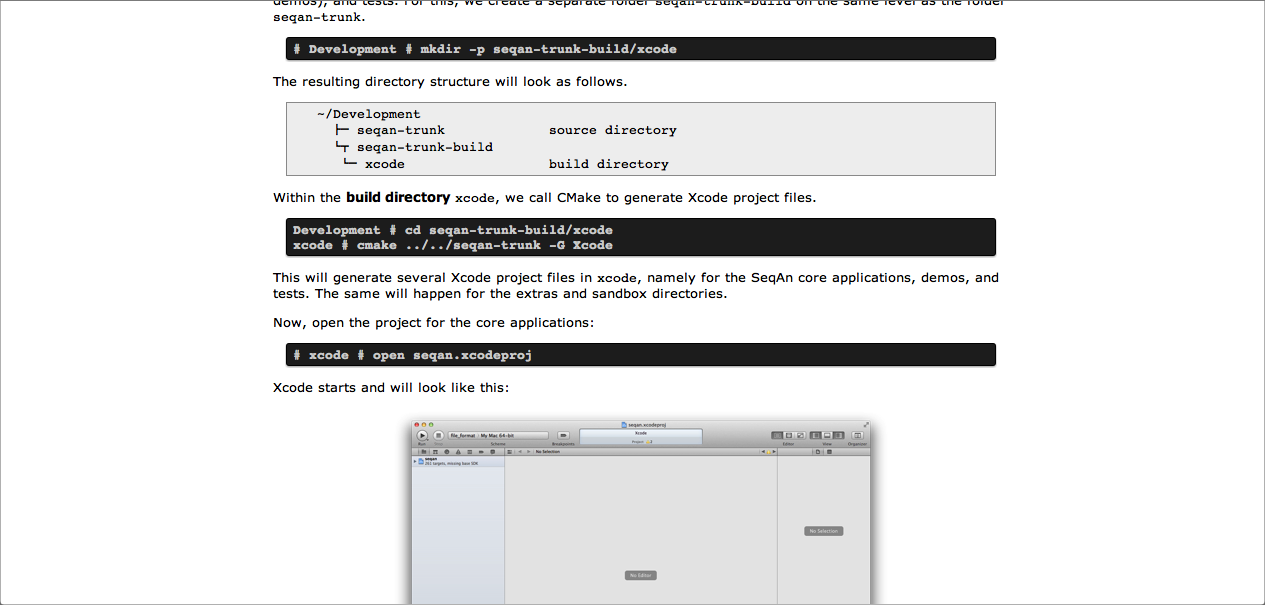 demos), and tests. For this, we create a separate folder seqan-trunk-build on the same level as the folder
seqan-trunk.
# Development # mkdir -p seqan-trunk-build/xcode
The resulting directory structure will look as follows.
~/Development
├─ seqan-trunk source directory
└┬ seqan-trunk-build
└─ xcode build directory
Within the build directory xcode, we call CMake to generate Xcode project files.
Development # cd seqan-trunk-build/xcode
xcode # cmake ../../seqan-trunk -G Xcode
This will generate several Xcode project files in xcode, namely for the SeqAn core applications, demos, and
tests. The same will happen for the extras and sandbox directories.
Now, open the project for the core applications:
# xcode # open seqan.xcodeproj
Xcode starts and will look like this:
seqan.xcodeproj
file_format My Mac 64-bit
Xcode
Project 2
Run Stop Scheme Breakpoints Editor View Organizer
No Selection
seqan
261 targets, missing base SDK
No Selection
No Editor